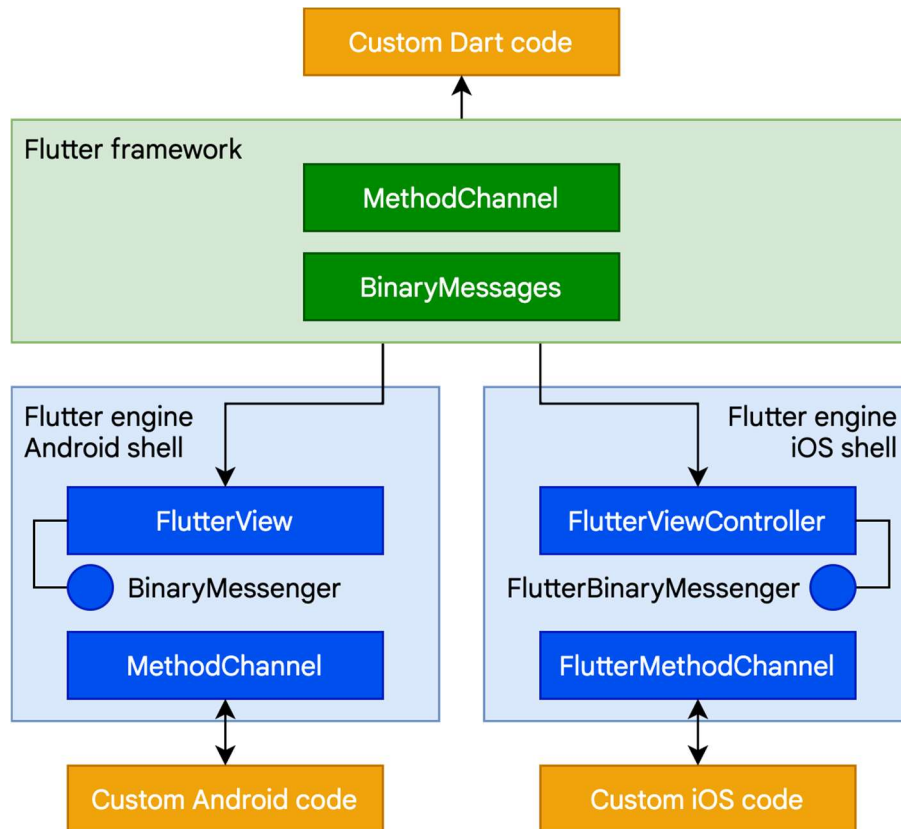 Custom Dart code
Flutter framework
MethodChannel
BinaryMessages
Flutter engine
Android shell
FlutterView
BinaryMessenger
MethodChannel
Custom Android code
Flutter engine
iOS shell
FlutterViewController
FlutterBinaryMessenger
FlutterMethodChannel
Custom iOS code